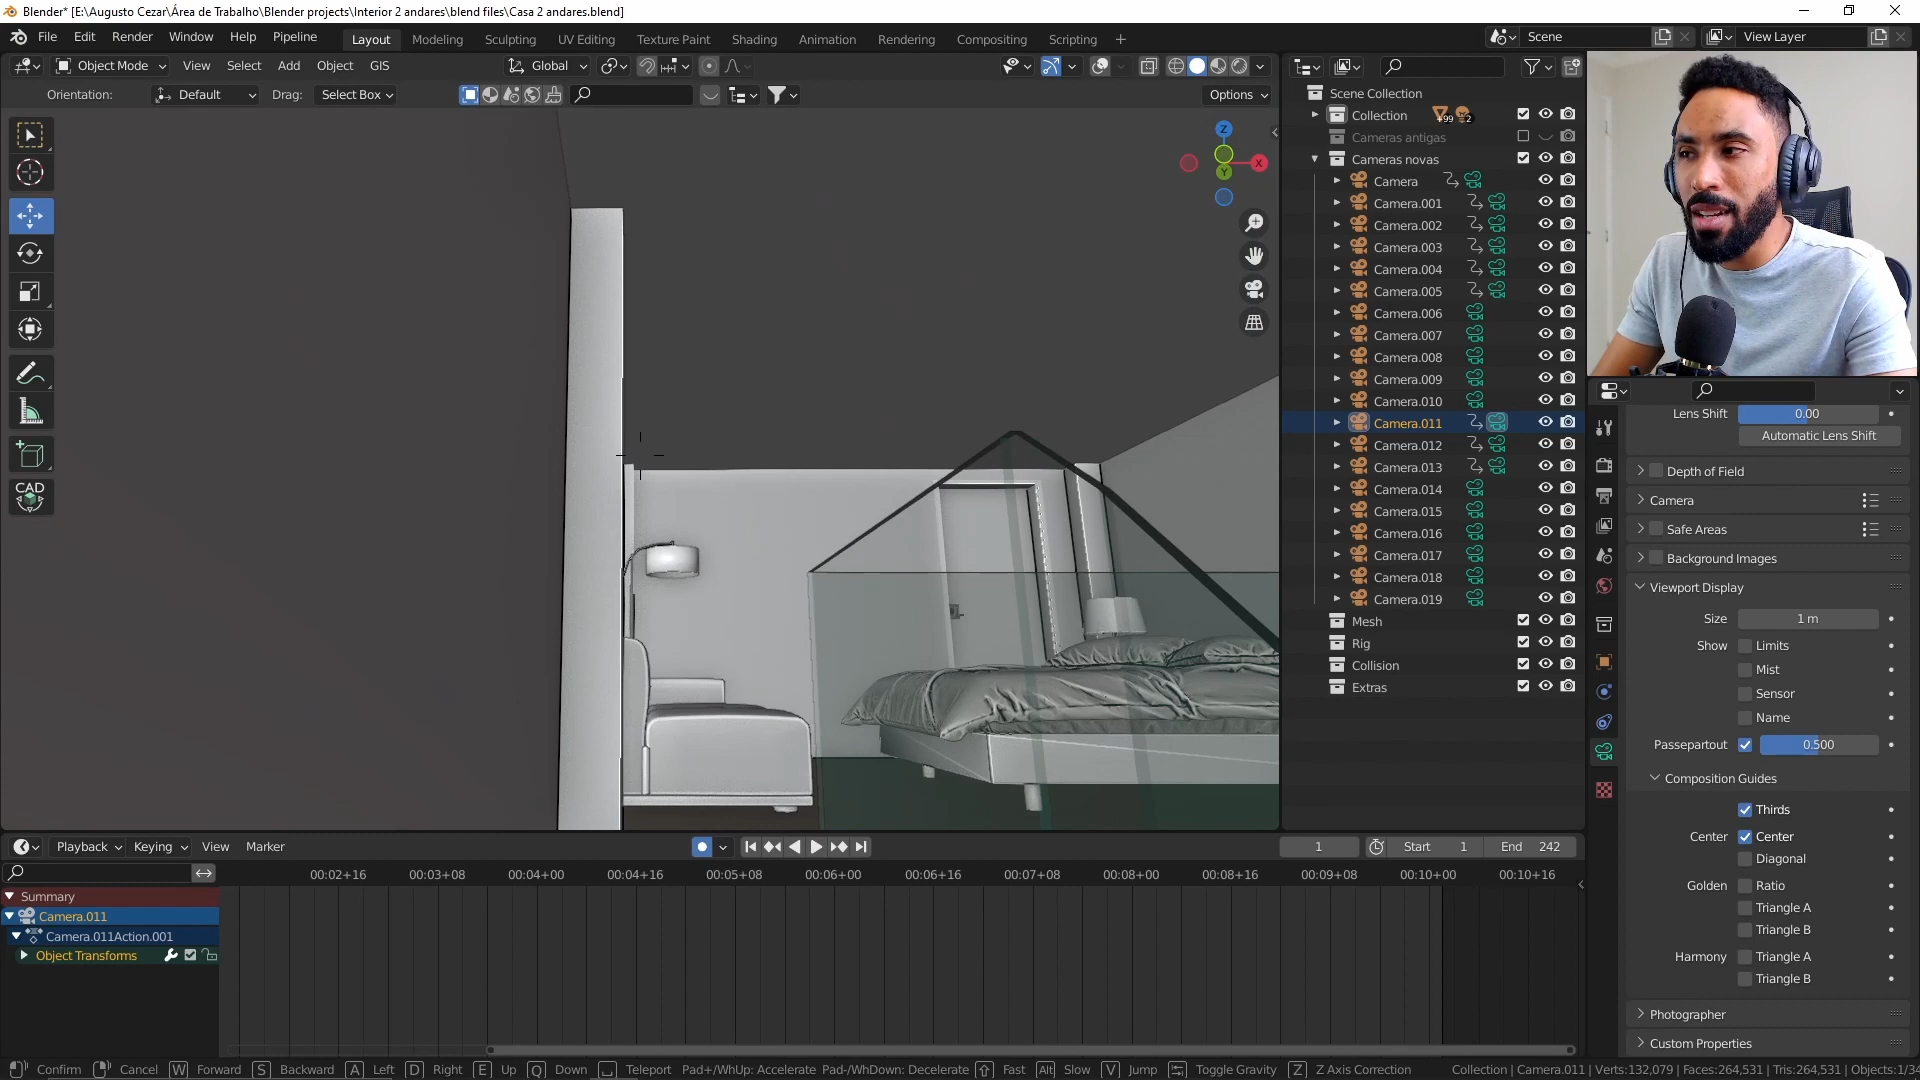 Blender* [E:\Augusto Cezar\Área de Trabalho\Blender projects\Interior 2 andares\blend files\Casa 2 andares.blend]
File Edit Render Window Help Pipeline Layout Modeling Sculpting UV Editing Texture Paint Shading Animation Rendering Compositing Scripting + Scene View Layer
Object Mode View Select Add Object GIS Global
Orientation: Default Drag: Select Box Options
Z
X
Y
CAD
Scene Collection
Collection +99 2
Cameras antigas
Cameras novas
Camera
Camera.001
Camera.002
Camera.003
Camera.004
Camera.005
Camera.006
Camera.007
Camera.008
Camera.009
Camera.010
Camera.011
Camera.012
Camera.013
Camera.014
Camera.015
Camera.016
Camera.017
Camera.018
Camera.019
Mesh
Rig
Collision
Extras
Lens Shift 0.00
Automatic Lens Shift
Depth of Field
Camera
Safe Areas
Background Images
Viewport Display
Size 1 m
Show Limits
Mist
Sensor
Name
Passepartout 0.500
Composition Guides
Thirds
Center Center
Diagonal
Golden Ratio
Triangle A
Triangle B
Harmony Triangle A
Triangle B
Photographer
Custom Properties
Playback Keying View Marker 1 Start 1 End 242
00:02+16 00:03+08 00:04+00 00:04+16 00:05+08 00:06+00 00:06+16 00:07+08 00:08+00 00:08+16 00:09+08 00:10+00 00:10+16
Summary
Camera.011
Camera.011Action.001
Object Transforms
Confirm Cancel W Forward S Backward A Left D Right E Up Q Down Teleport Pad+/WhUp: Accelerate Pad-/WhDown: Decelerate Fast Alt Slow V Jump Toggle Gravity Z Z Axis Correction Collection | Camera.011 | Verts:132,079 | Faces:264,531 | Tris:264,531 | Objects:1/34